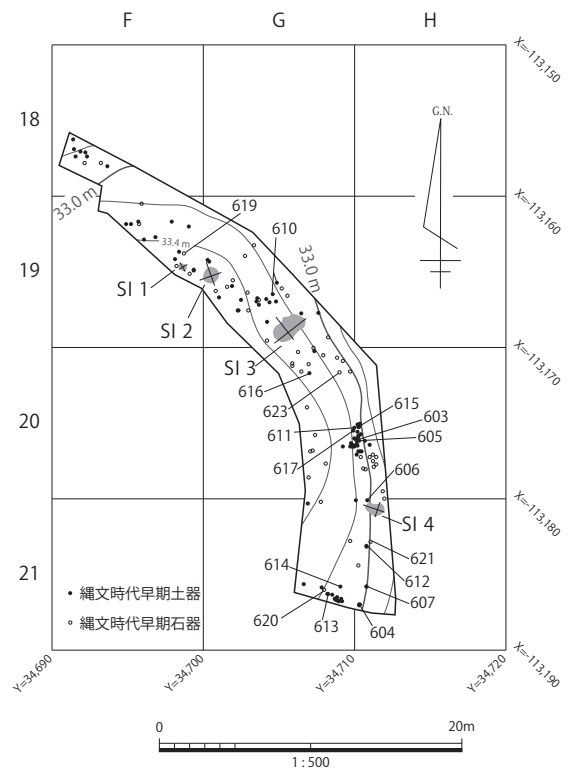 F G H
X=-113,150
18
G.N.
33.0 m
X=-113,160
619
610
33.4 m
33.0 m
19
SI 1
SI 2
X=-113,170
SI 3
616
623
615
603
20
611
605
617
606
X=-113,180
SI 4
621
614
612
21
607
縄文時代早期土器
縄文時代早期石器
620
613
604
X=-113,190
Y=34,690 Y=34,700 Y=34,710 Y=34,720
0 20m
1 : 500